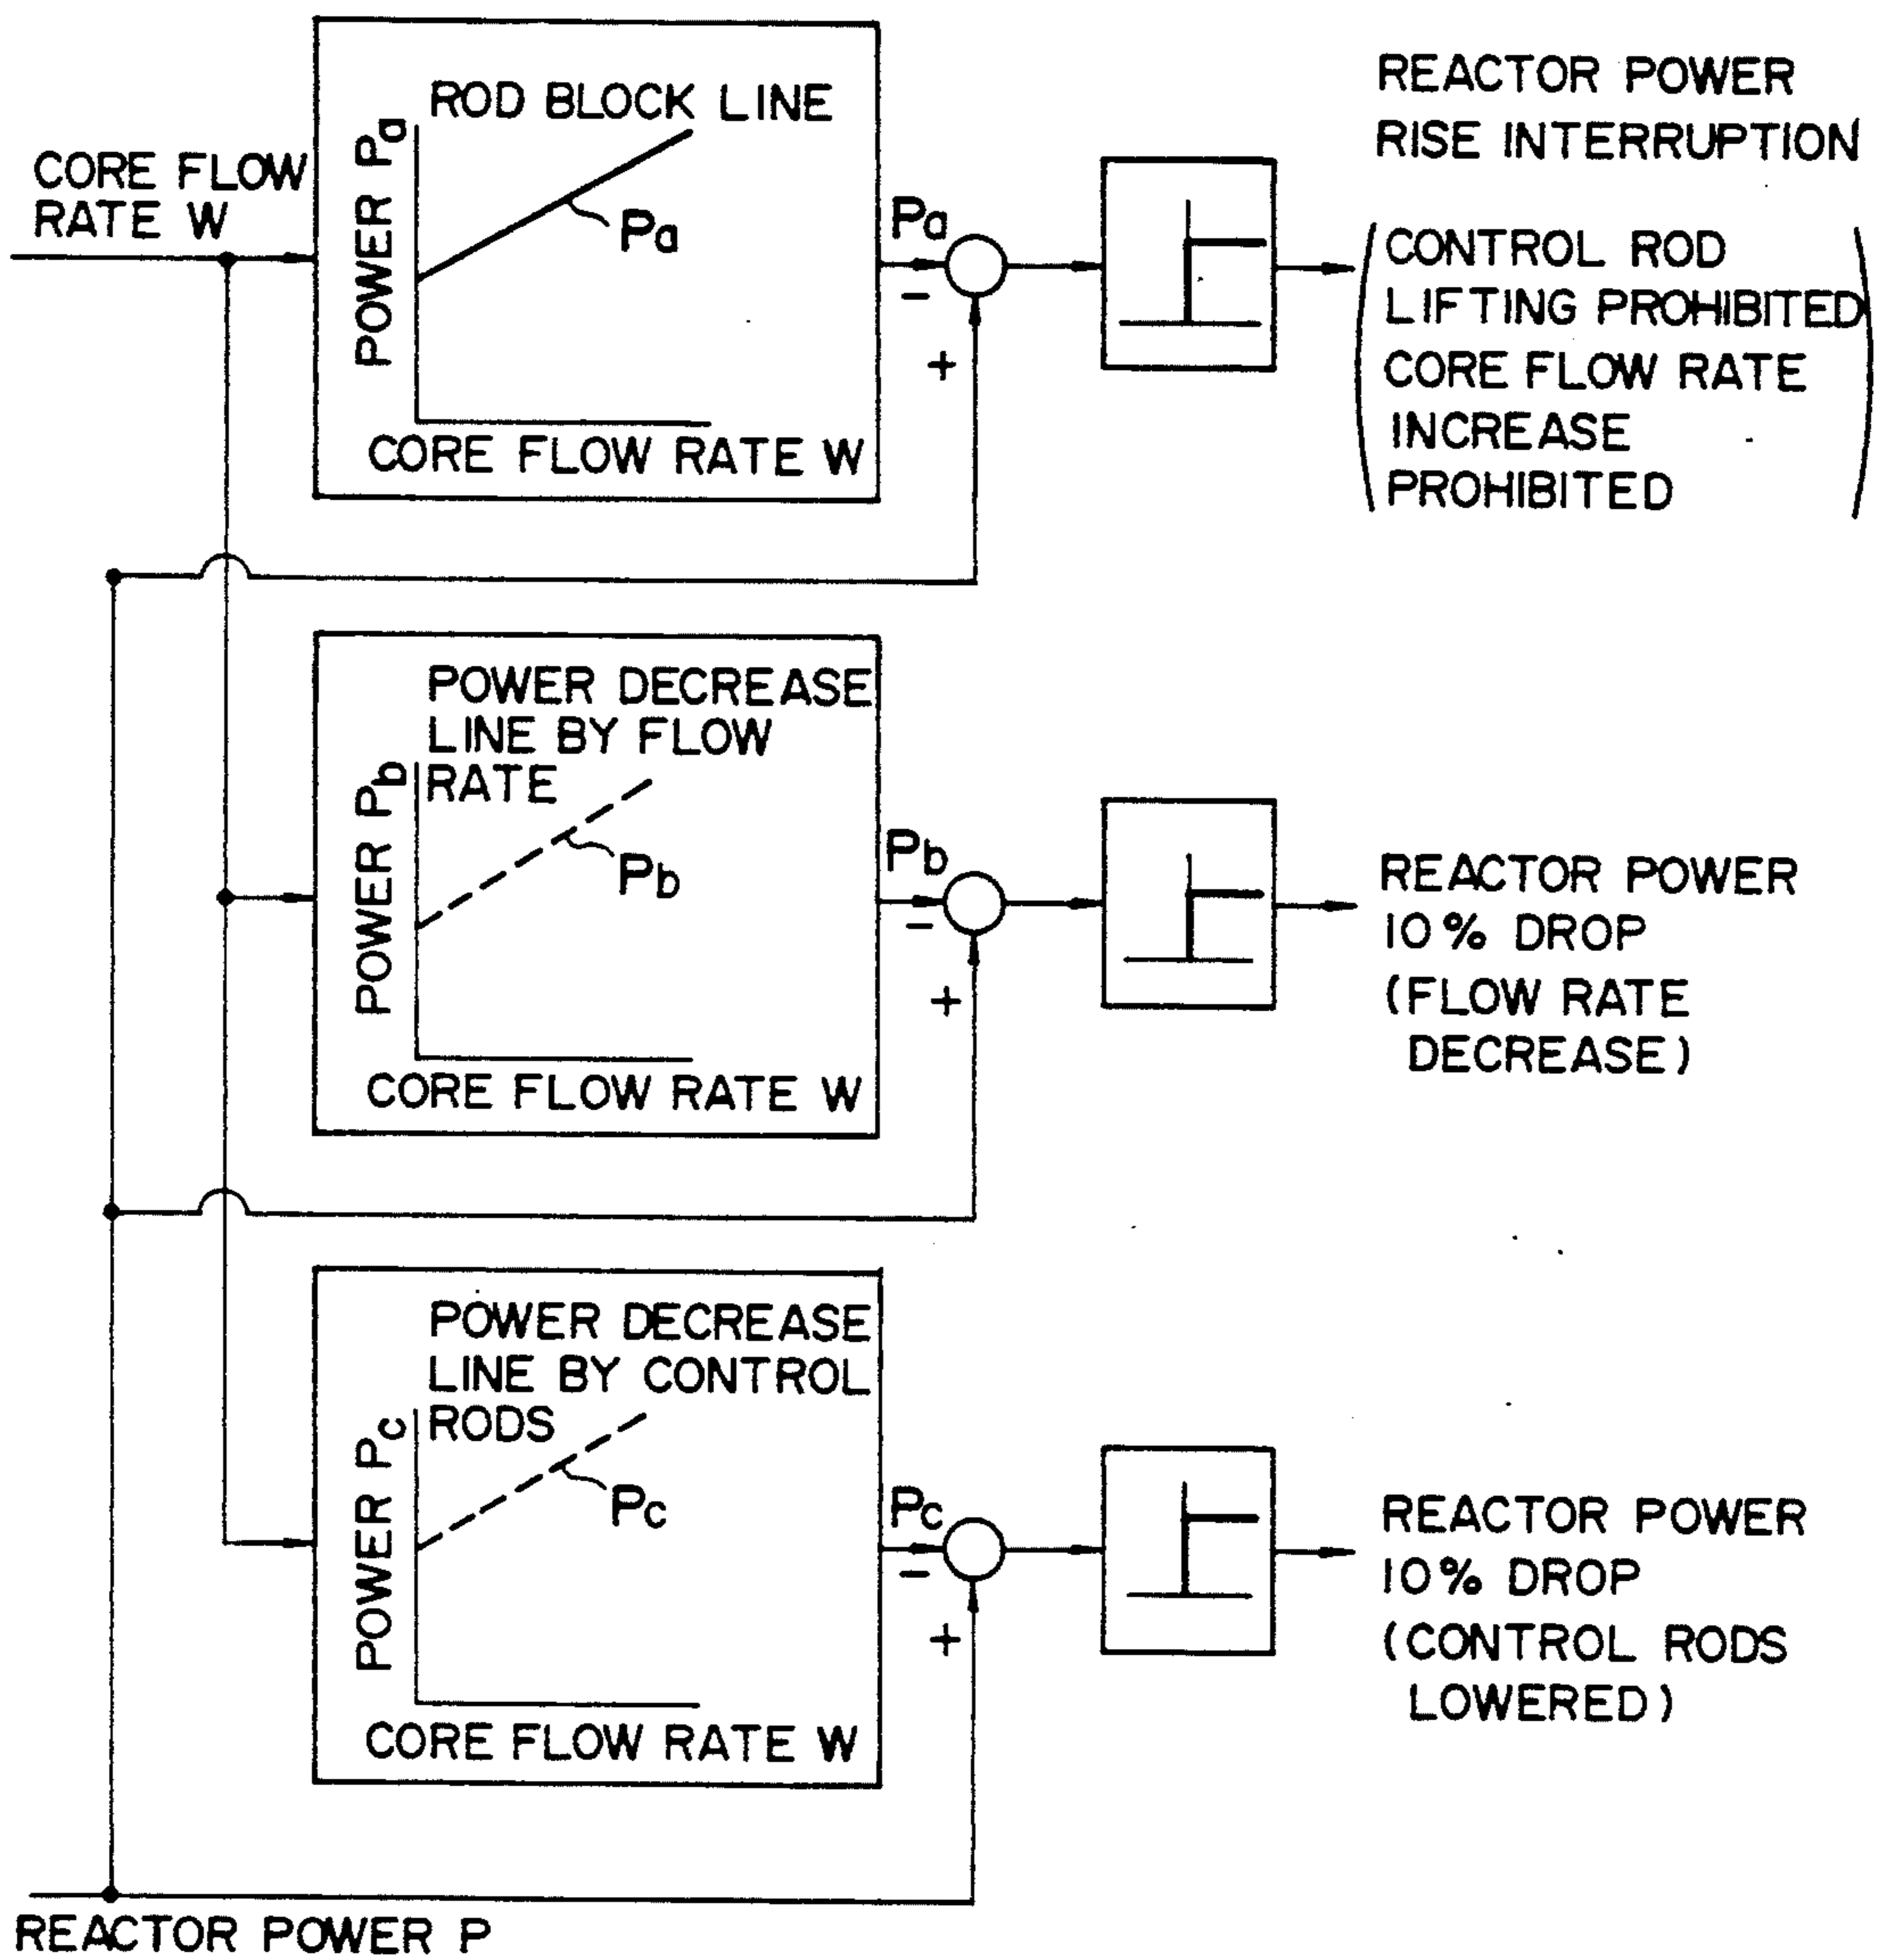 CORE FLOW
RATE W
ROD BLOCK LINE
POWER Pa
Pa
CORE FLOW RATE W
Pa
−
+
REACTOR POWER
RISE INTERRUPTION
(CONTROL ROD
LIFTING PROHIBITED
CORE FLOW RATE
INCREASE
PROHIBITED)
POWER DECREASE
LINE BY FLOW
RATE
POWER Pb
Pb
CORE FLOW RATE W
Pb
−
+
REACTOR POWER
10% DROP
(FLOW RATE
DECREASE)
POWER DECREASE
LINE BY CONTROL
RODS
POWER Pc
Pc
CORE FLOW RATE W
Pc
−
+
REACTOR POWER
10% DROP
(CONTROL RODS
LOWERED)
REACTOR POWER P